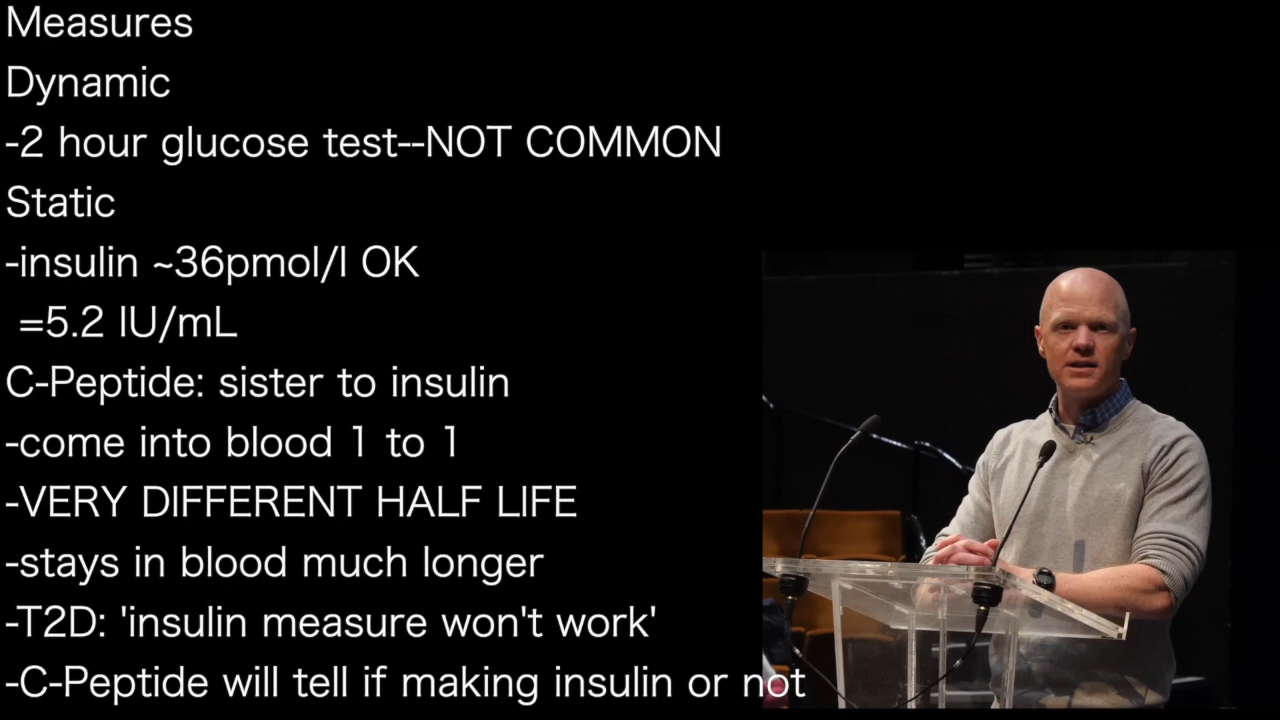 Measures
Dynamic
-2 hour glucose test--NOT COMMON
Static
-insulin ~36pmol/l OK
=5.2 IU/mL
C-Peptide: sister to insulin
-come into blood 1 to 1
-VERY DIFFERENT HALF LIFE
-stays in blood much longer
-T2D: 'insulin measure won't work'
-C-Peptide will tell if making insulin or not